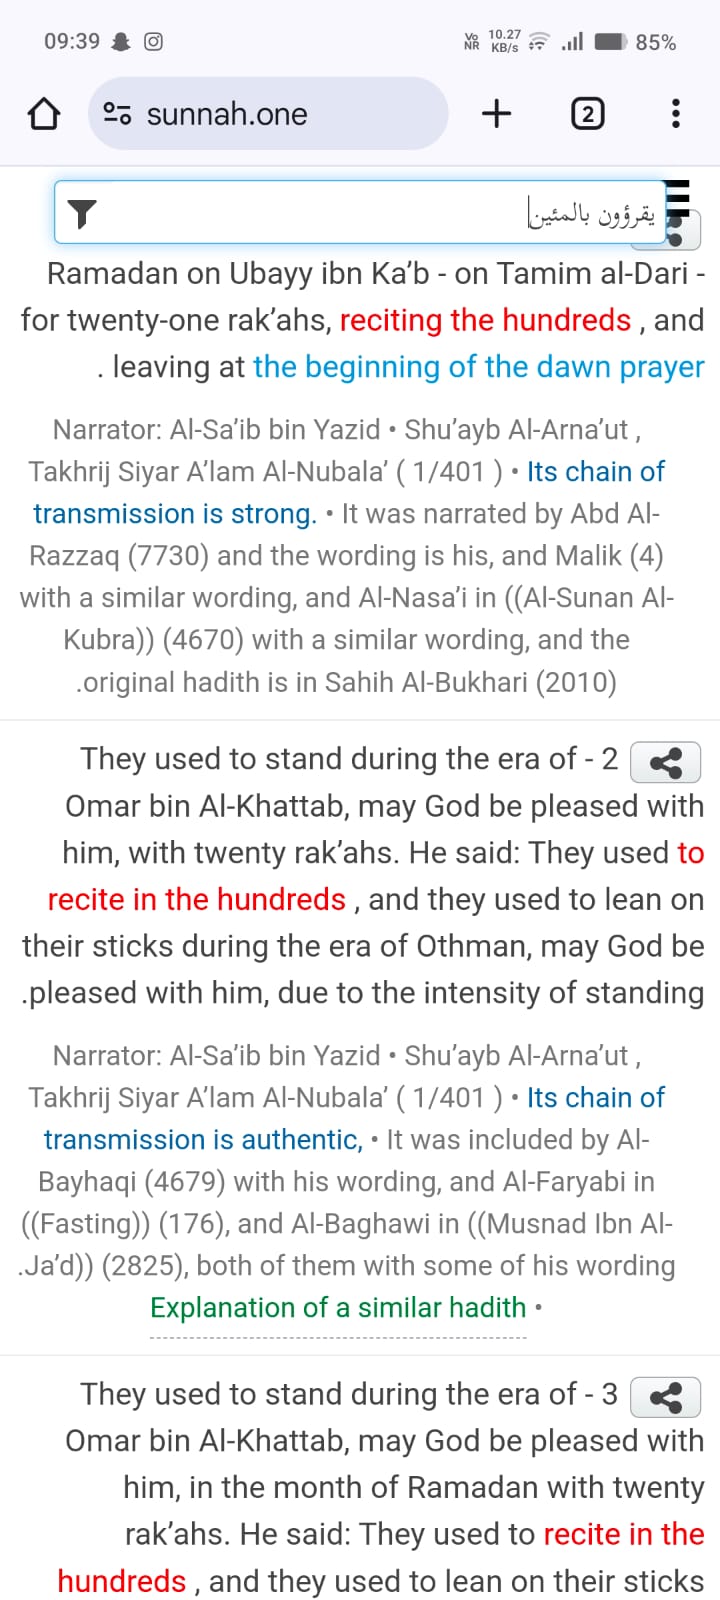 09:39
Vo NR 10.27 KB/s 85%
sunnah.one
2
يقرؤون بالمئين
Ramadan on Ubayy ibn Ka’b - on Tamim al-Dari -
for twenty-one rak’ahs, reciting the hundreds , and
. leaving at the beginning of the dawn prayer
Narrator: Al-Sa’ib bin Yazid • Shu’ayb Al-Arna’ut ,
Takhrij Siyar A’lam Al-Nubala’ ( 1/401 ) • Its chain of
transmission is strong. • It was narrated by Abd Al-
Razzaq (7730) and the wording is his, and Malik (4)
with a similar wording, and Al-Nasa’i in ((Al-Sunan Al-
Kubra)) (4670) with a similar wording, and the
.original hadith is in Sahih Al-Bukhari (2010)
They used to stand during the era of - 2
Omar bin Al-Khattab, may God be pleased with
him, with twenty rak’ahs. He said: They used to
recite in the hundreds , and they used to lean on
their sticks during the era of Othman, may God be
.pleased with him, due to the intensity of standing
Narrator: Al-Sa’ib bin Yazid • Shu’ayb Al-Arna’ut ,
Takhrij Siyar A’lam Al-Nubala’ ( 1/401 ) • Its chain of
transmission is authentic, • It was included by Al-
Bayhaqi (4679) with his wording, and Al-Faryabi in
((Fasting)) (176), and Al-Baghawi in ((Musnad Ibn Al-
.Ja’d)) (2825), both of them with some of his wording
Explanation of a similar hadith •
They used to stand during the era of - 3
Omar bin Al-Khattab, may God be pleased with
him, in the month of Ramadan with twenty
rak’ahs. He said: They used to recite in the
hundreds , and they used to lean on their sticks